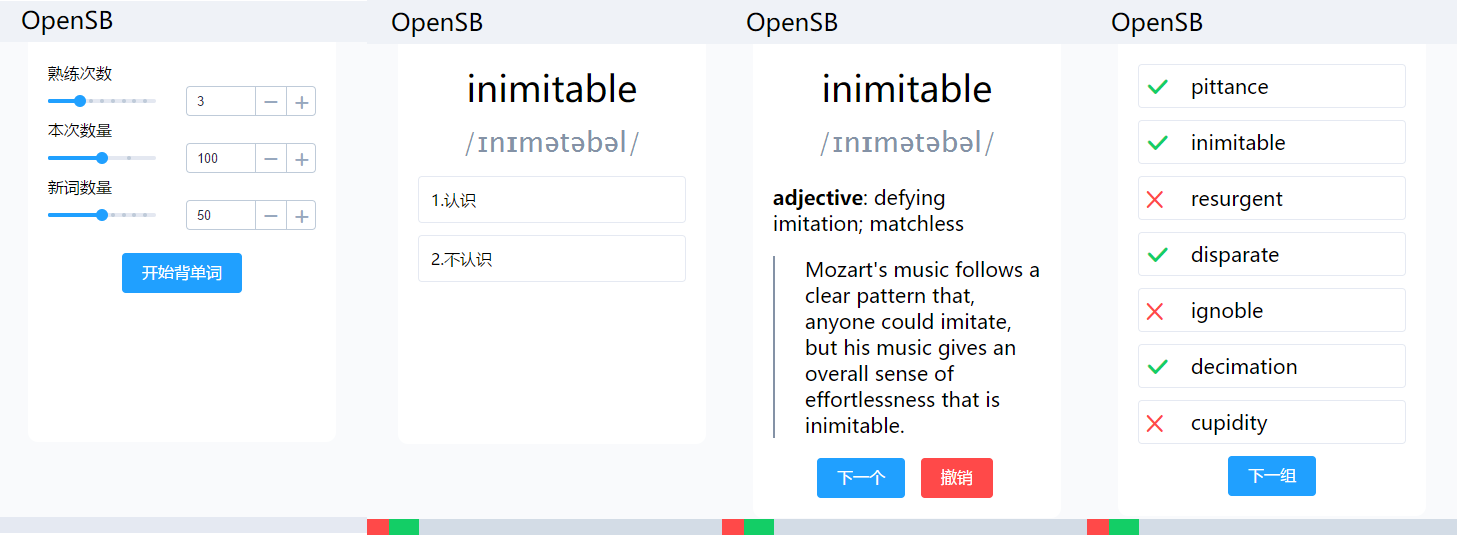 OpenSB
熟练次数
3
本次数量
100
新词数量
50
开始背单词
OpenSB
inimitable
/ɪnɪmətəbəl/
1.认识
2.不认识
OpenSB
inimitable
/ɪnɪmətəbəl/
adjective: defying
imitation; matchless
Mozart's music follows a
clear pattern that,
anyone could imitate,
but his music gives an
overall sense of
effortlessness that is
inimitable.
下一个
撤销
OpenSB
pittance
inimitable
resurgent
disparate
ignoble
decimation
cupidity
下一组